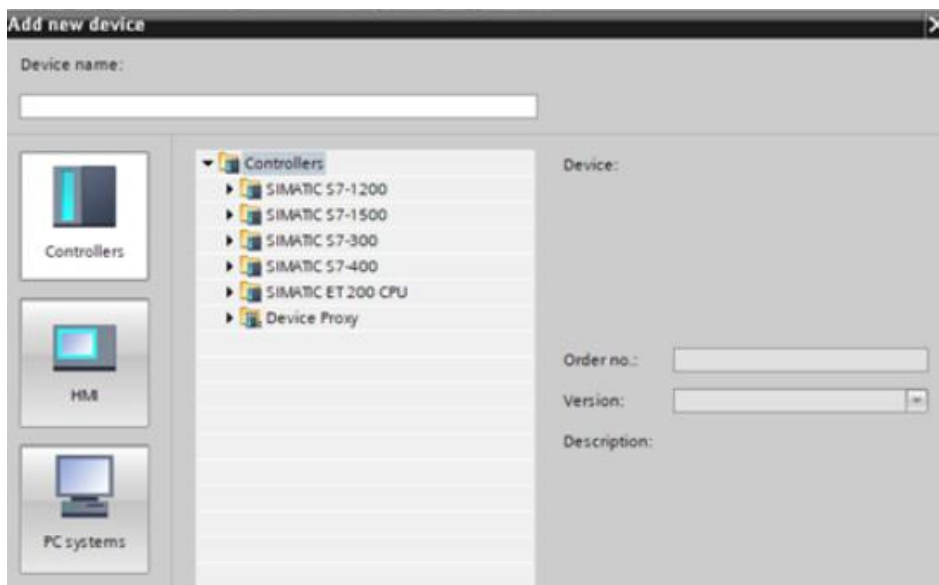 Add new device
Device name:
Controllers
HMI
PC systems
Controllers
SIMATIC S7-1200
SIMATIC S7-1500
SIMATIC S7-300
SIMATIC S7-400
SIMATIC ET 200 CPU
Device Proxy
Device:
Order no.:
Version:
Description: